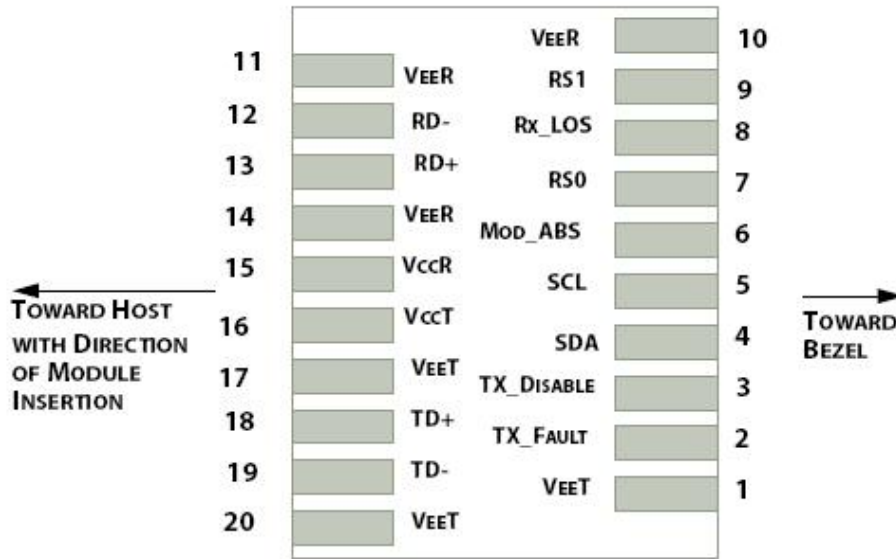 11 VEER
12 RD-
13 RD+
14 VEER
15 VCCR
16 VCCT
17 VEET
18 TD+
19 TD-
20 VEET
VEER 10
RS1 9
RX_LOS 8
RS0 7
MOD_ABS 6
SCL 5
SDA 4
TX_DISABLE 3
TX_FAULT 2
VEET 1
TOWARD HOST
WITH DIRECTION
OF MODULE
INSERTION
TOWARD
BEZEL